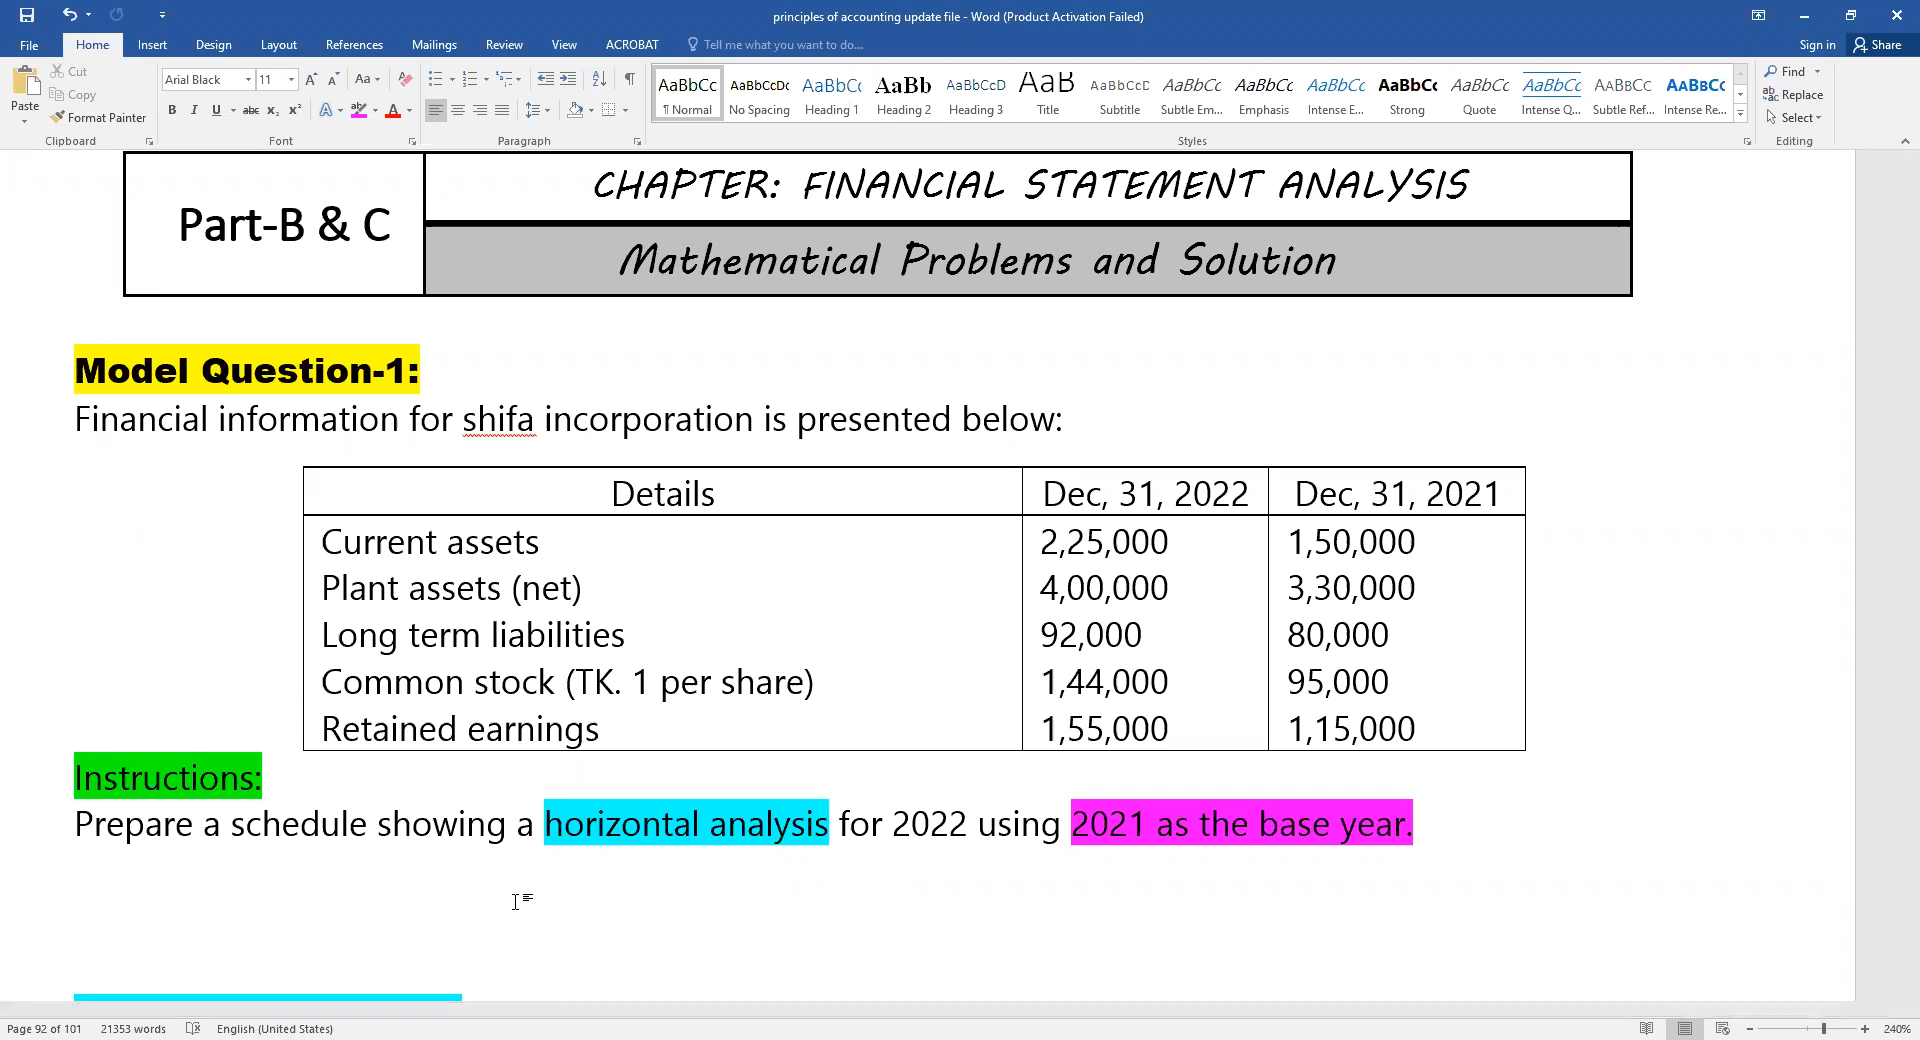 principles of accounting update file - Word (Product Activation Failed)
File Home Insert Design Layout References Mailings Review View ACROBAT Tell me what you want to do... Sign in Share
Paste Cut Copy Format Painter Clipboard
Arial Black 11 Aa Font
Paragraph
AaBbCc AaBbCcDc AaBbCc AaBb AaBbCcD AaB AaBbCcD AaBbCc AaBbCc AaBbCc AaBbCc AaBbCc AaBbCc AaBbCc AaBbCc
¶ Normal No Spacing Heading 1 Heading 2 Heading 3 Title Subtitle Subtle Em... Emphasis Intense E... Strong Quote Intense Q... Subtle Ref... Intense Re...
Styles
Find Replace Select Editing
Part-B & C
CHAPTER: FINANCIAL STATEMENT ANALYSIS
Mathematical Problems and Solution
Model Question-1:
Financial information for shifa incorporation is presented below:
Details Dec, 31, 2022 Dec, 31, 2021
Current assets 2,25,000 1,50,000
Plant assets (net) 4,00,000 3,30,000
Long term liabilities 92,000 80,000
Common stock (TK. 1 per share) 1,44,000 95,000
Retained earnings 1,55,000 1,15,000
Instructions:
Prepare a schedule showing a horizontal analysis for 2022 using 2021 as the base year.
Page 92 of 101 21353 words English (United States) 240%